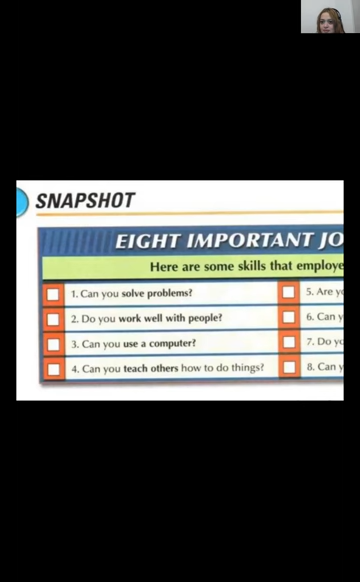 SNAPSHOT
EIGHT IMPORTANT
Here are some skills that
1. Can you solve problems?
5. Are
2. Do you work well with people?
6. Can
3. Can you use a computer?
7. Do
4. Can you teach others how to do things?
8. Can